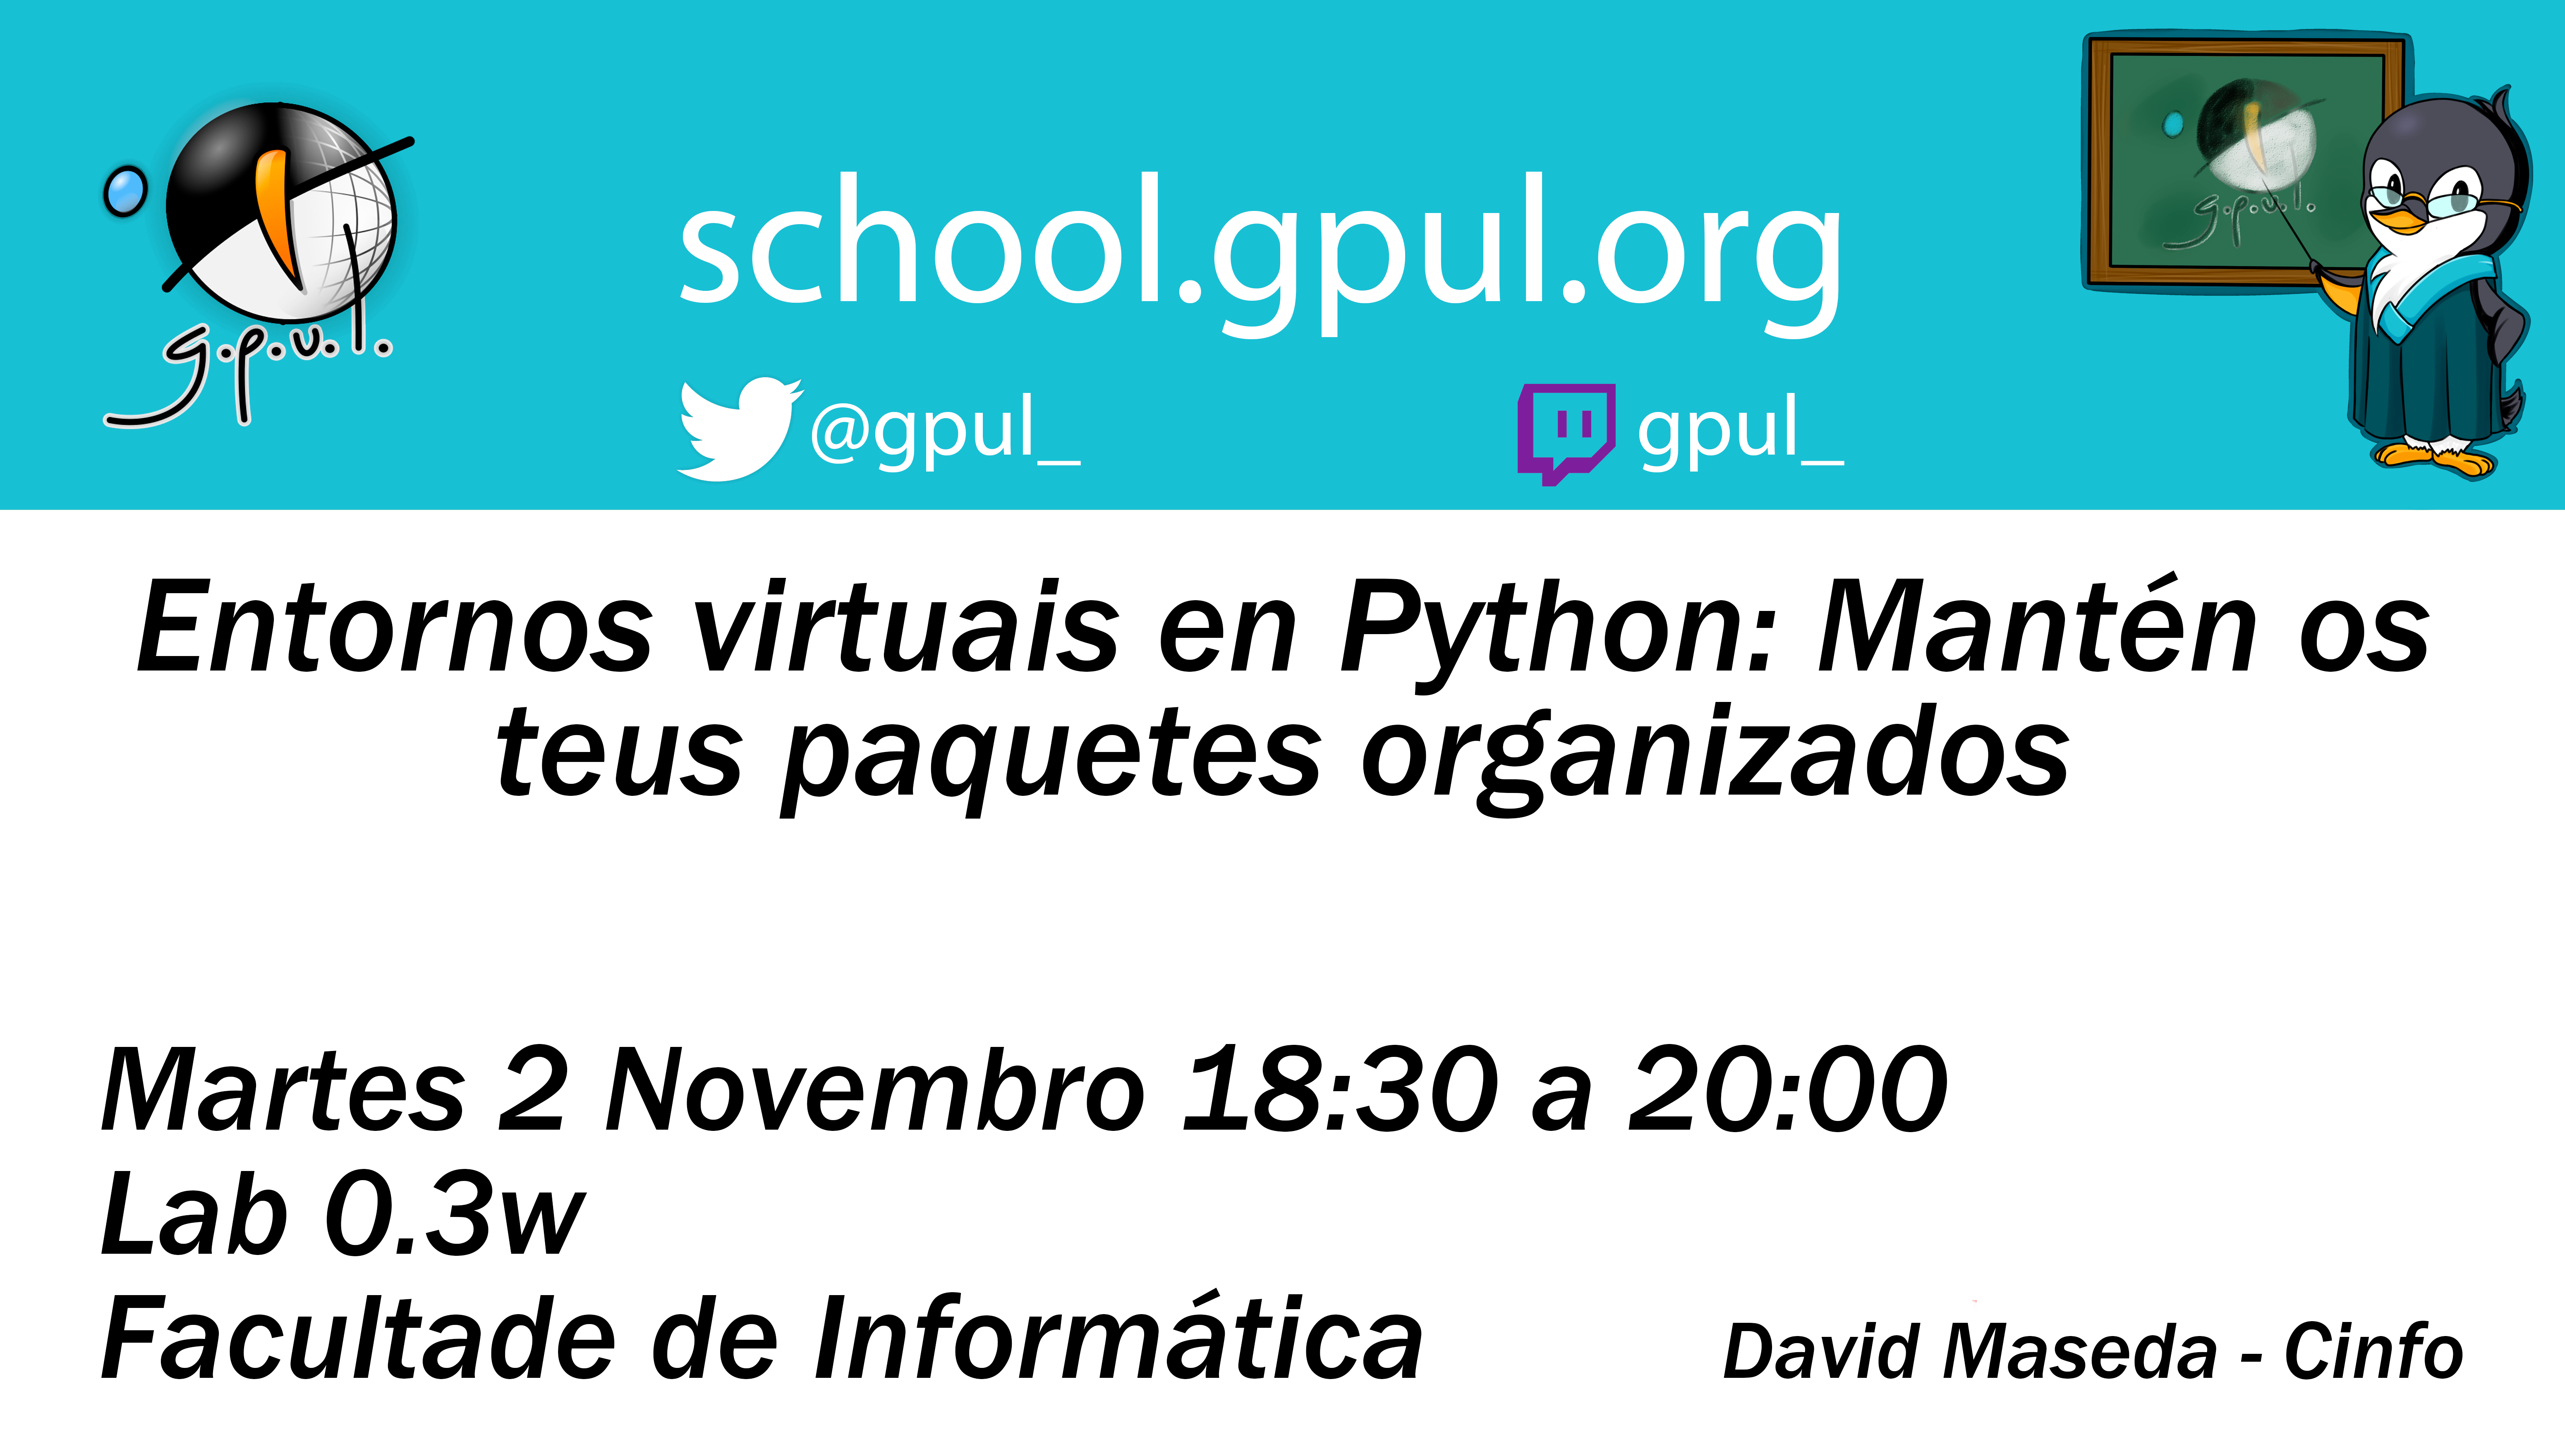 g.p.u.l.
school.gpul.org
@gpul_
gpul_
g.p.u.l.
Entornos virtuais en Python: Mantén os
teus paquetes organizados
Martes 2 Novembro 18:30 a 20:00
Lab 0.3w
Facultade de Informática
David Maseda - Cinfo